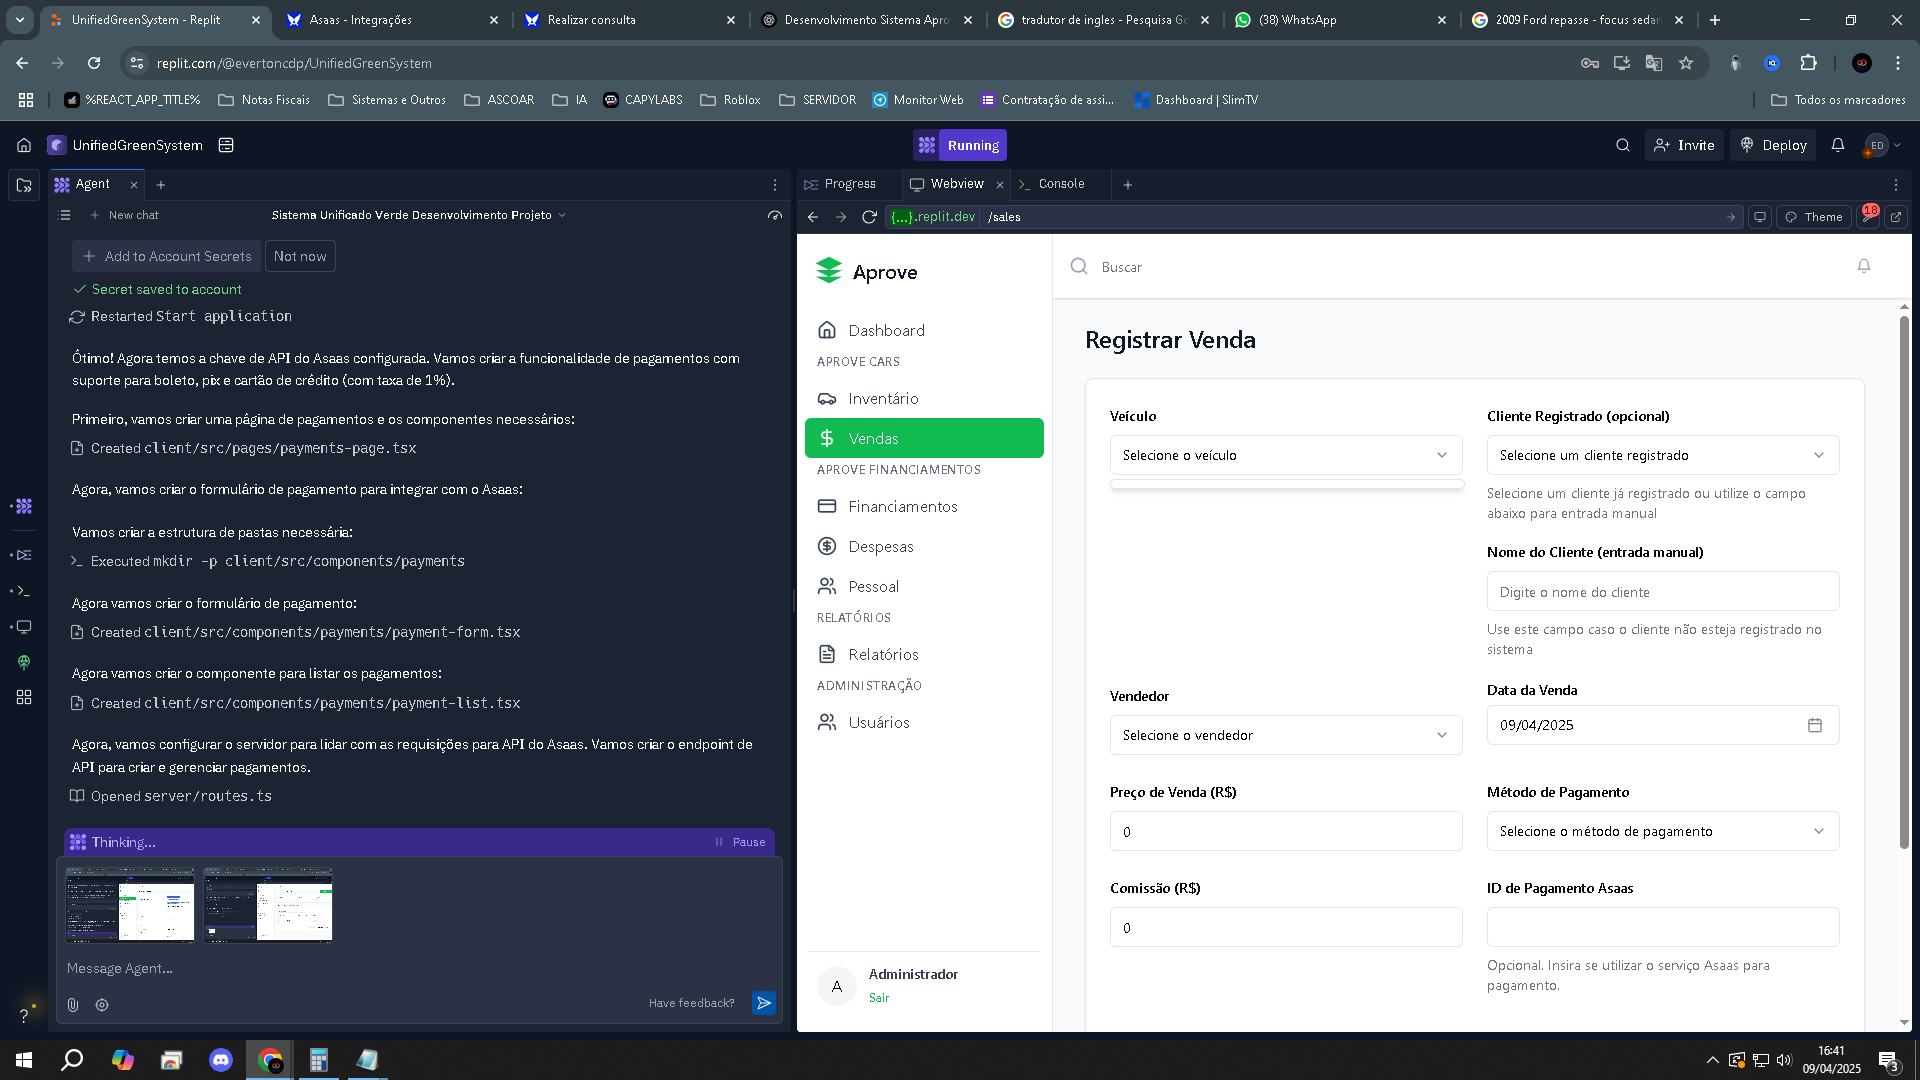 UnifiedGreenSystem - Replit
Asaas - Integrações
Realizar consulta
Desenvolvimento Sistema Apro
tradutor de ingles - Pesquisa Go
(38) WhatsApp
2009 Ford repasse - focus sedan
replit.com/@evertoncdp/UnifiedGreenSystem
%REACT_APP_TITLE%
Notas Fiscais
Sistemas e Outros
ASCOAR
IA
CAPYLABS
Roblox
SERVIDOR
Monitor Web
Contratação de assi...
Dashboard | SlimTV
Todos os marcadores
UnifiedGreenSystem
Running
Invite
Deploy
ED
Agent
New chat
Sistema Unificado Verde Desenvolvimento Projeto
Add to Account Secrets
Not now
Secret saved to account
Restarted Start application
Ótimo! Agora temos a chave de API do Asaas configurada. Vamos criar a funcionalidade de pagamentos com
suporte para boleto, pix e cartão de crédito (com taxa de 1%).
Primeiro, vamos criar uma página de pagamentos e os componentes necessários:
Created client/src/pages/payments-page.tsx
Agora, vamos criar o formulário de pagamento para integrar com o Asaas:
Vamos criar a estrutura de pastas necessária:
Executed mkdir -p client/src/components/payments
Agora vamos criar o formulário de pagamento:
Created client/src/components/payments/payment-form.tsx
Agora vamos criar o componente para listar os pagamentos:
Created client/src/components/payments/payment-list.tsx
Agora, vamos configurar o servidor para lidar com as requisições para API do Asaas. Vamos criar o endpoint de
API para criar e gerenciar pagamentos.
Opened server/routes.ts
Thinking...
Pause
Message Agent...
Have feedback?
Progress
Webview
Console
{...}.replit.dev
/sales
Theme
18
Aprove
Dashboard
APROVE CARS
Inventário
Vendas
APROVE FINANCIAMENTOS
Financiamentos
Despesas
Pessoal
RELATÓRIOS
Relatórios
ADMINISTRAÇÃO
Usuários
A
Administrador
Sair
Buscar
Registrar Venda
Veículo
Selecione o veículo
Cliente Registrado (opcional)
Selecione um cliente registrado
Selecione um cliente já registrado ou utilize o campo
abaixo para entrada manual
Nome do Cliente (entrada manual)
Digite o nome do cliente
Use este campo caso o cliente não esteja registrado no
sistema
Vendedor
Selecione o vendedor
Data da Venda
09/04/2025
Preço de Venda (R$)
0
Método de Pagamento
Selecione o método de pagamento
Comissão (R$)
0
ID de Pagamento Asaas
Opcional. Insira se utilizar o serviço Asaas para
pagamento.
16:41
09/04/2025
3